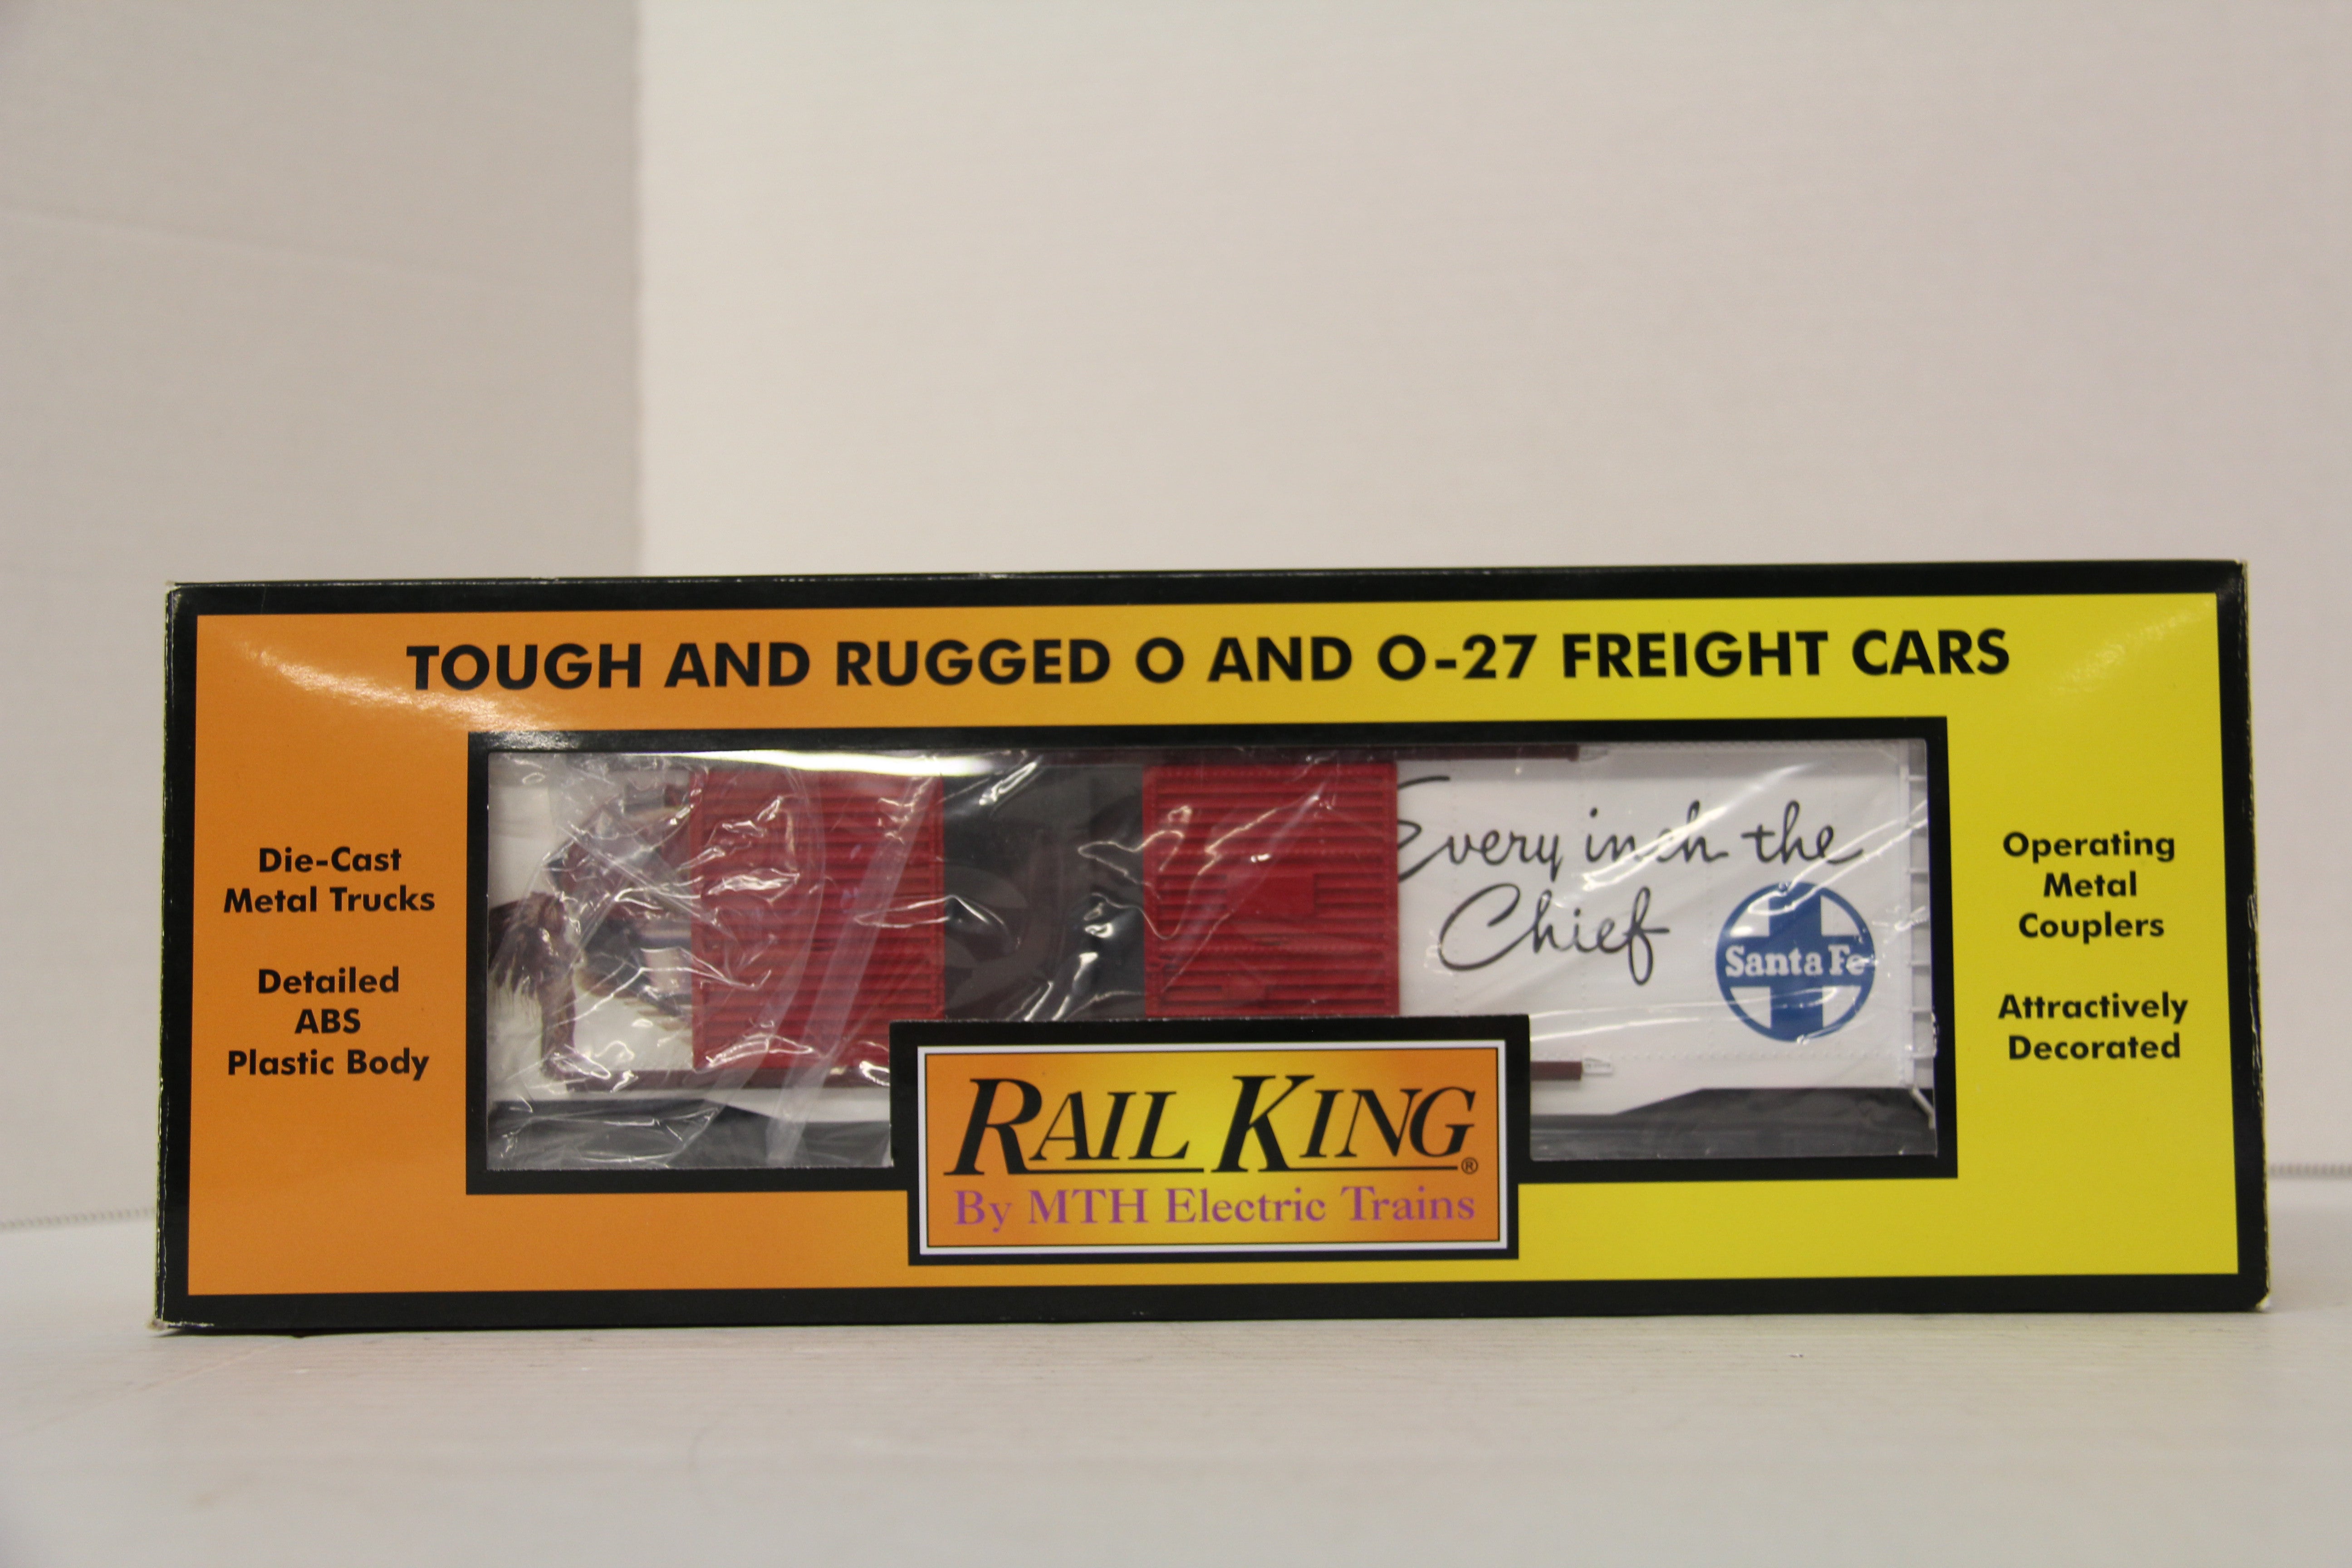 TOUGH AND RUGGED O AND O-27 FREIGHT CARS
Die-Cast
Metal Trucks
Detailed
ABS
Plastic Body
Every inch the
Chief
Santa Fe
Operating
Metal
Couplers
Attractively
Decorated
RAIL KING®
By MTH Electric Trains